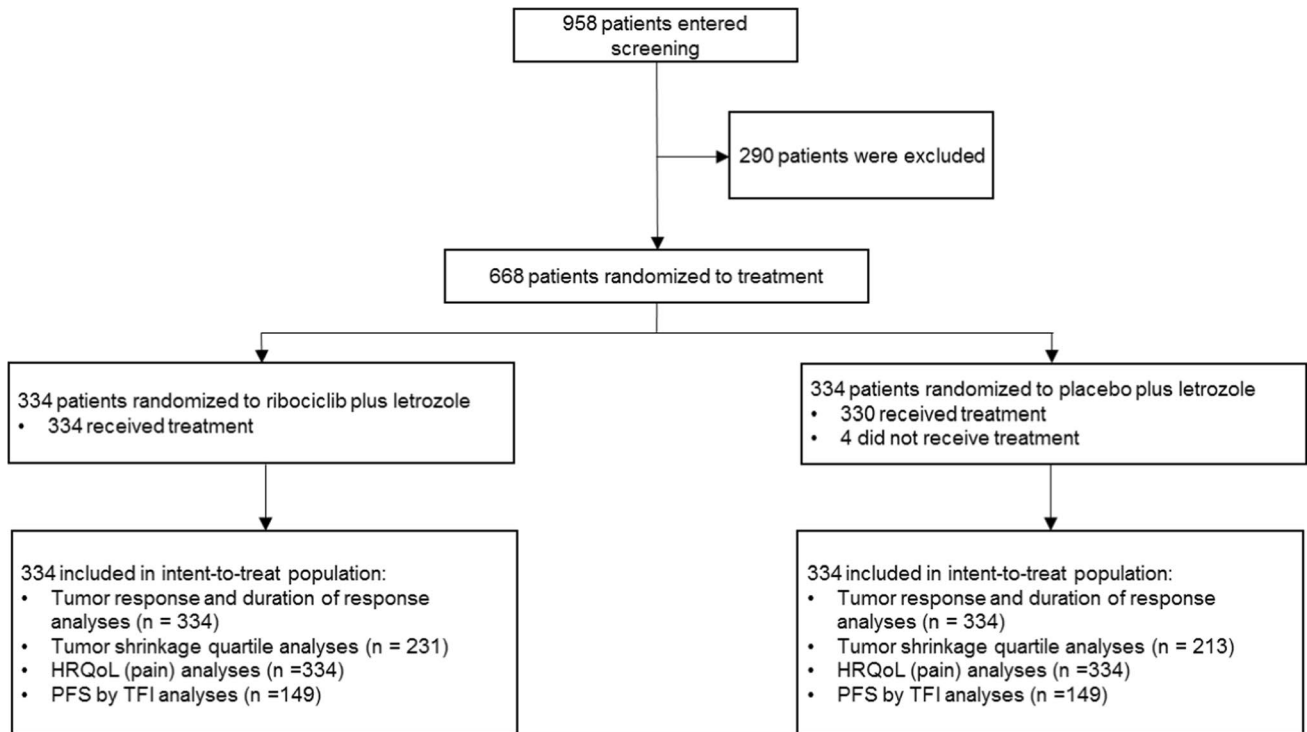 958 patients entered
screening
290 patients were excluded
668 patients randomized to treatment
334 patients randomized to ribociclib plus letrozole
• 334 received treatment
334 patients randomized to placebo plus letrozole
• 330 received treatment
• 4 did not receive treatment
334 included in intent-to-treat population:
• Tumor response and duration of response
analyses (n = 334)
• Tumor shrinkage quartile analyses (n = 231)
• HRQoL (pain) analyses (n =334)
• PFS by TFI analyses (n =149)
334 included in intent-to-treat population:
• Tumor response and duration of response
analyses (n = 334)
• Tumor shrinkage quartile analyses (n = 213)
• HRQoL (pain) analyses (n =334)
• PFS by TFI analyses (n =149)